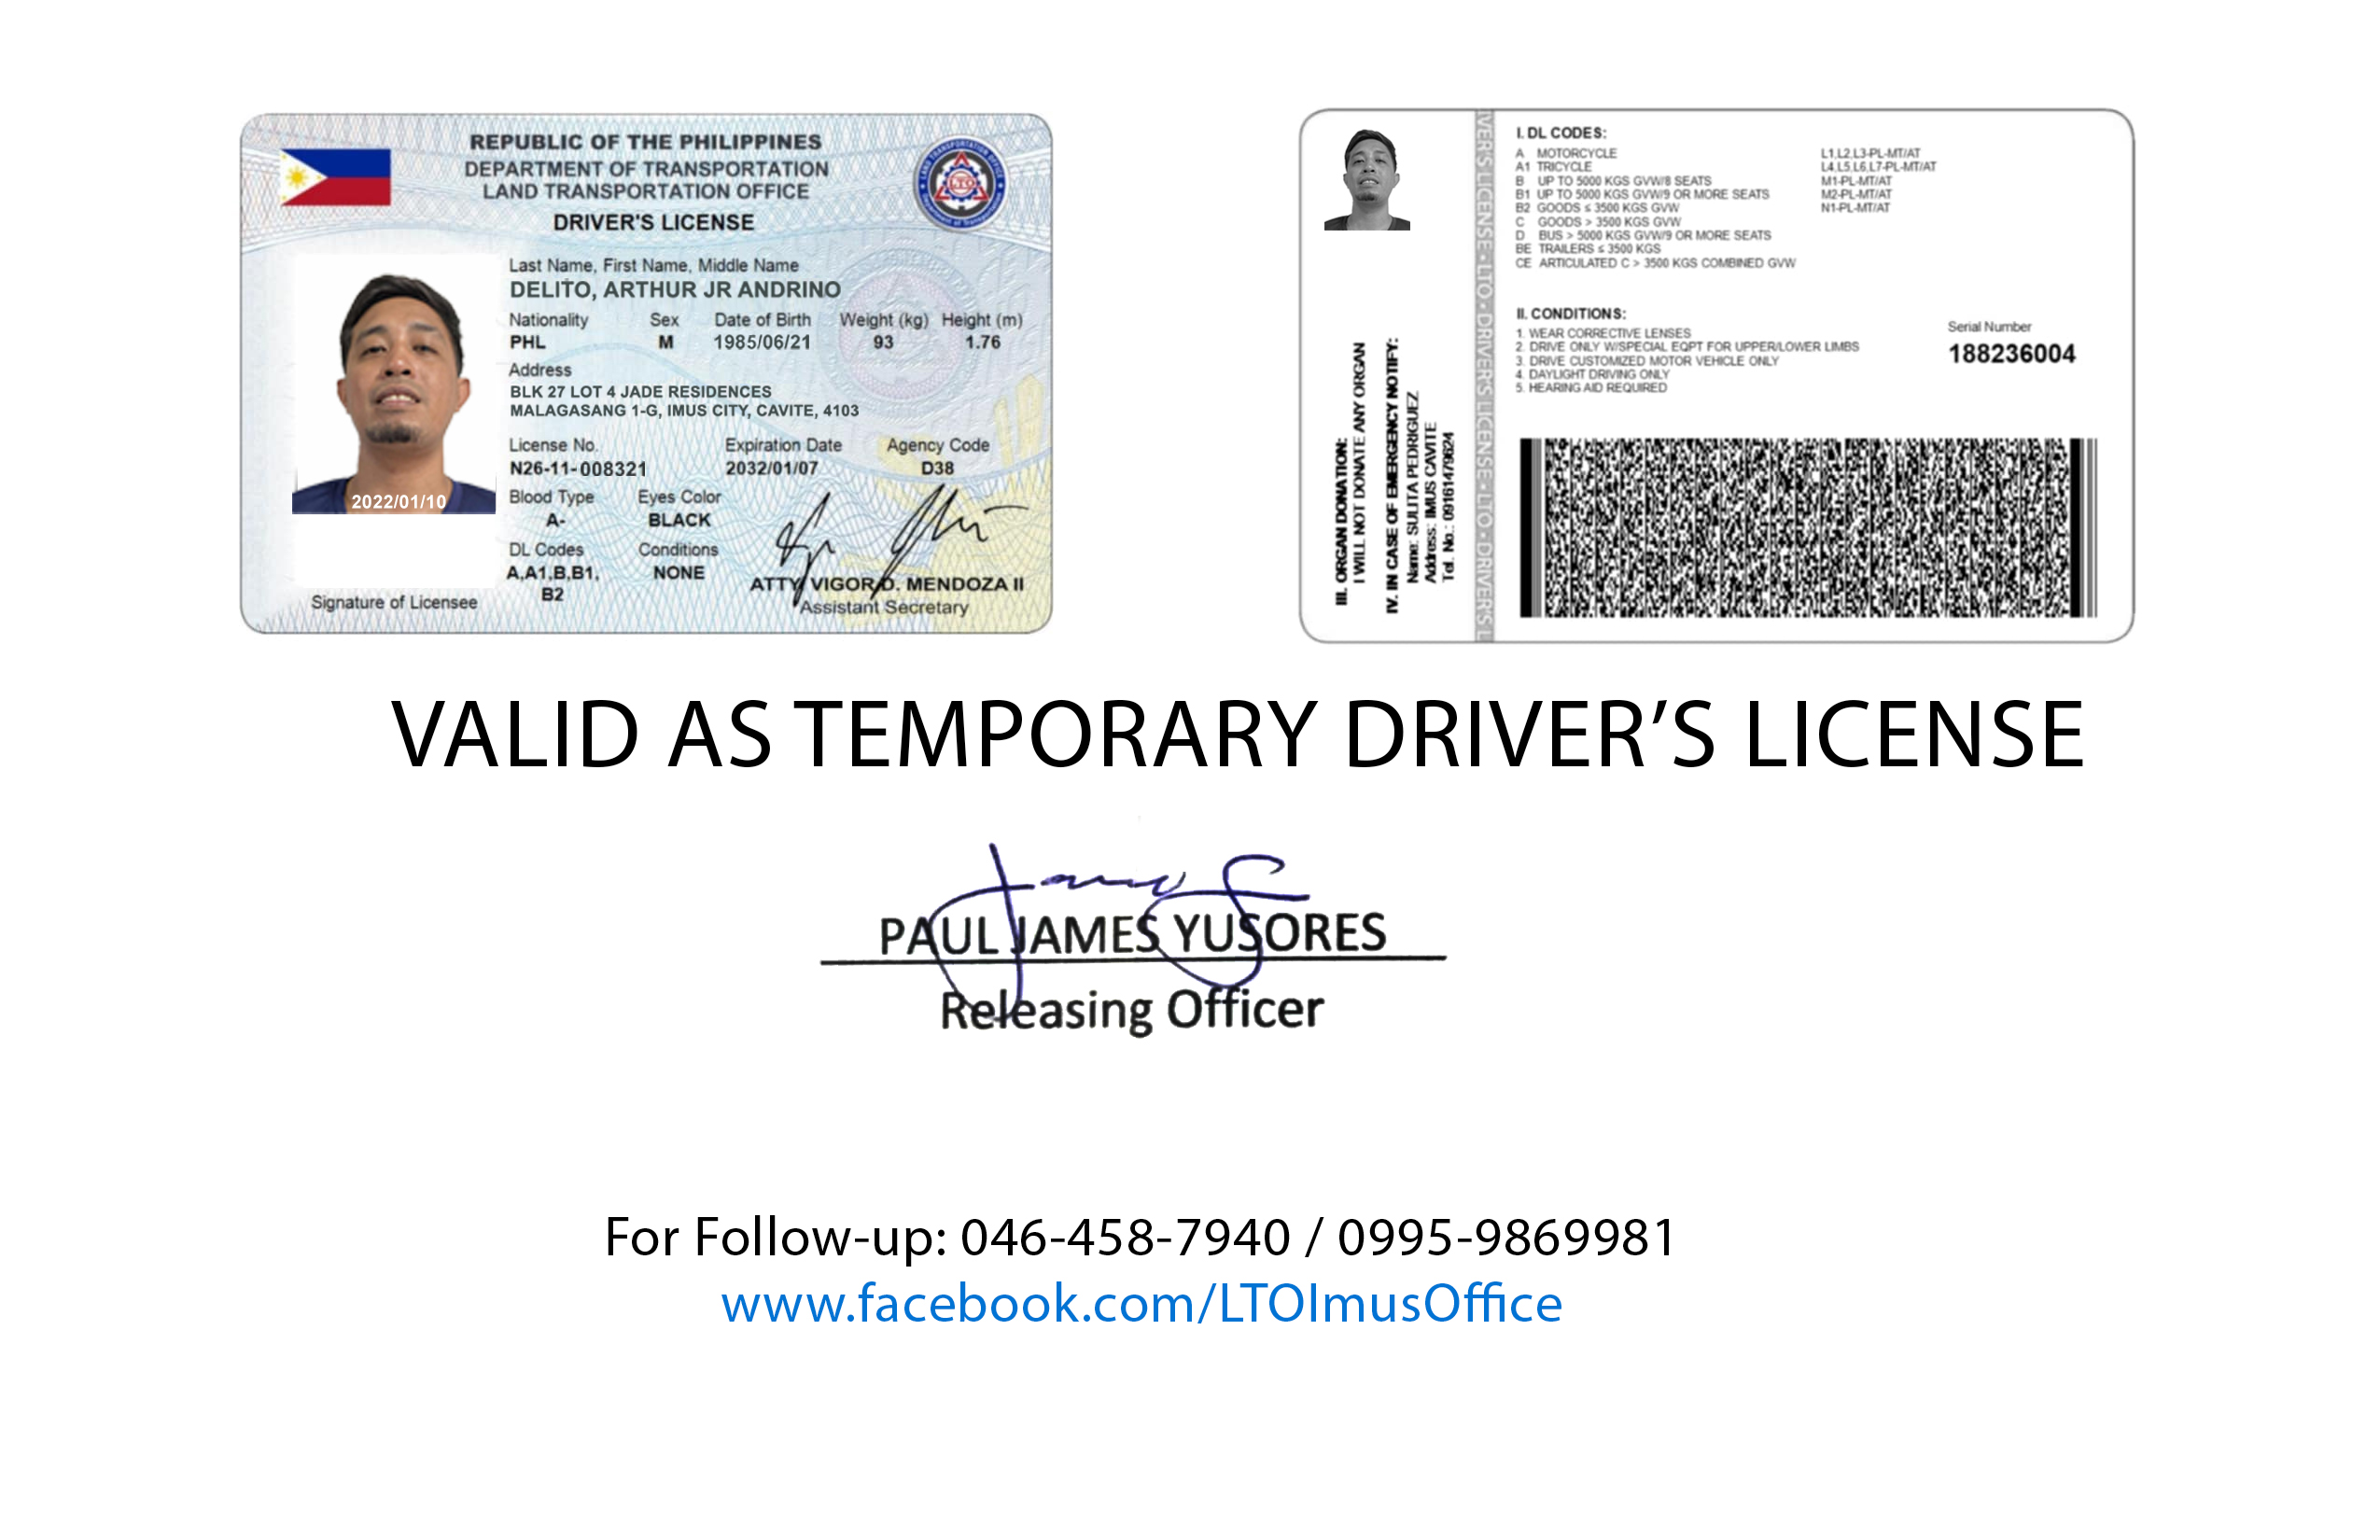 REPUBLIC OF THE PHILIPPINES
DEPARTMENT OF TRANSPORTATION
LAND TRANSPORTATION OFFICE
DRIVER'S LICENSE
LTO
Last Name, First Name, Middle Name
DELITO, ARTHUR JR ANDRINO
Nationality Sex Date of Birth Weight (kg) Height (m)
PHL M 1985/06/21 93 1.76
Address
BLK 27 LOT 4 JADE RESIDENCES
MALAGASANG 1-G, IMUS CITY, CAVITE, 4103
License No. Expiration Date Agency Code
N26-11-008321 2032/01/07 D38
2022/01/10
Blood Type Eyes Color
A- BLACK
DL Codes Conditions
A,A1,B,B1, NONE
B2
ATTY. VIGOR D. MENDOZA II
Assistant Secretary
Signature of Licensee
I. DL CODES:
A MOTORCYCLE L1,L2,L3-PL-MT/AT
A1 TRICYCLE L4,L5,L6,L7-PL-MT/AT
B UP TO 5000 KGS GVW/8 SEATS M1-PL-MT/AT
B1 UP TO 5000 KGS GVW/9 OR MORE SEATS M2-PL-MT/AT
B2 GOODS ≤ 3500 KGS GVW N1-PL-MT/AT
C GOODS > 3500 KGS GVW
D BUS > 5000 KGS GVW/9 OR MORE SEATS
BE TRAILERS ≤ 3500 KGS
CE ARTICULATED C > 3500 KGS COMBINED GVW
II. CONDITIONS:
1. WEAR CORRECTIVE LENSES
2. DRIVE ONLY W/SPECIAL EQPT FOR UPPER/LOWER LIMBS
3. DRIVE CUSTOMIZED MOTOR VEHICLE ONLY
4. DAYLIGHT DRIVING ONLY
5. HEARING AID REQUIRED
Serial Number
188236004
III. ORGAN DONATION:
I WILL NOT DONATE ANY ORGAN
IV. IN CASE OF EMERGENCY NOTIFY:
Name: SULITA PEDRIGUEZ
Address: IMUS CAVITE
Tel. No.: 09161479624
IVER'S LICENSE • LTO • DRIVER'S LICENSE • LTO • DRIVER'S L
VALID AS TEMPORARY DRIVER’S LICENSE
PAUL JAMES YUSORES
Releasing Officer
For Follow-up: 046-458-7940 / 0995-9869981
www.facebook.com/LTOImusOffice